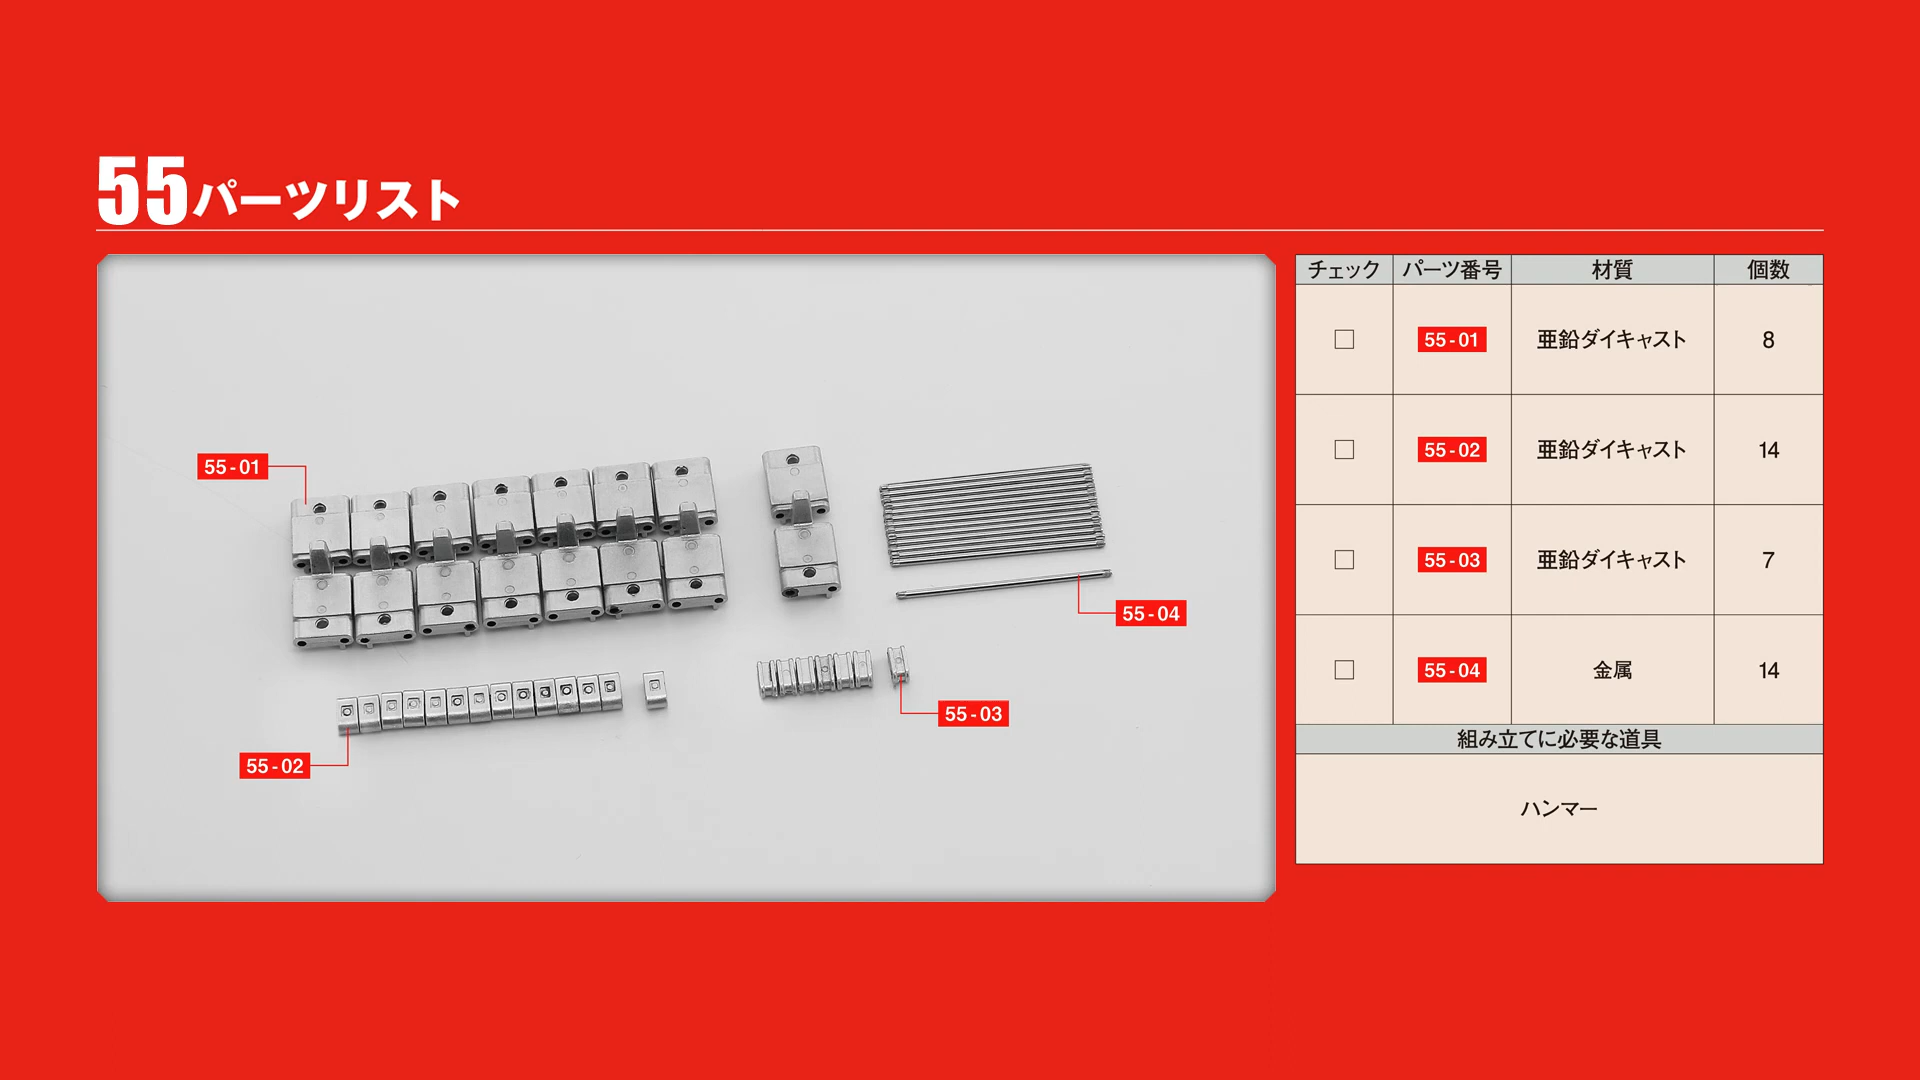 55パーツリスト
55-01
55-04
55-03
55-02
チェック パーツ番号 材質 個数
□ 55-01 亜鉛ダイキャスト 8
□ 55-02 亜鉛ダイキャスト 14
□ 55-03 亜鉛ダイキャスト 7
□ 55-04 金属 14
組み立てに必要な道具
ハンマー